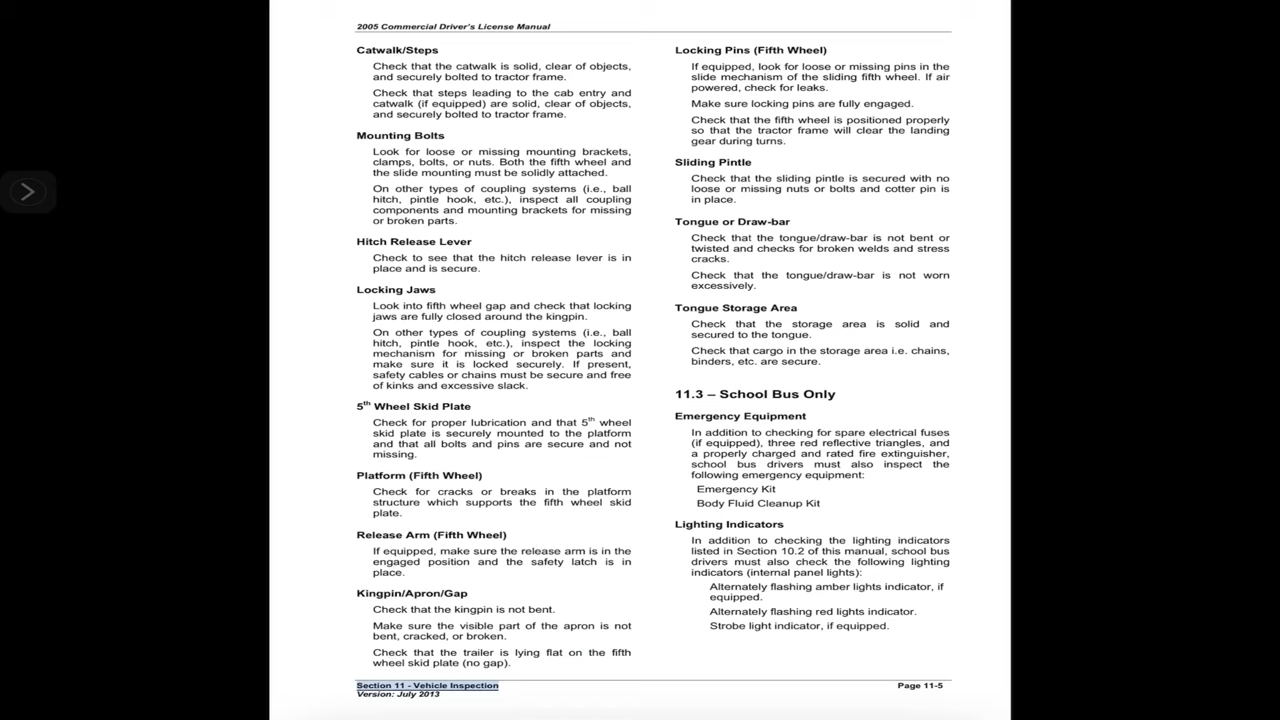 2005 Commercial Driver's License Manual
Catwalk/Steps
Check that the catwalk is solid, clear of objects,
and securely bolted to tractor frame.
Check that steps leading to the cab entry and
catwalk (if equipped) are solid, clear of objects,
and securely bolted to tractor frame.
Mounting Bolts
Look for loose or missing mounting brackets,
clamps, bolts, or nuts. Both the fifth wheel and
the slide mounting must be solidly attached.
On other types of coupling systems (i.e., ball
hitch, pintle hook, etc.), inspect all coupling
components and mounting brackets for missing
or broken parts.
Hitch Release Lever
Check to see that the hitch release lever is in
place and is secure.
Locking Jaws
Look into fifth wheel gap and check that locking
jaws are fully closed around the kingpin.
On other types of coupling systems (i.e., ball
hitch, pintle hook, etc.), inspect the locking
mechanism for missing or broken parts and
make sure it is locked securely. If present,
safety cables or chains must be secure and free
of kinks and excessive slack.
5th Wheel Skid Plate
Check for proper lubrication and that 5th wheel
skid plate is securely mounted to the platform
and that all bolts and pins are secure and not
missing.
Platform (Fifth Wheel)
Check for cracks or breaks in the platform
structure which supports the fifth wheel skid
plate.
Release Arm (Fifth Wheel)
If equipped, make sure the release arm is in the
engaged position and the safety latch is in
place.
Kingpin/Apron/Gap
Check that the kingpin is not bent.
Make sure the visible part of the apron is not
bent, cracked, or broken.
Check that the trailer is lying flat on the fifth
wheel skid plate (no gap).
Locking Pins (Fifth Wheel)
If equipped, look for loose or missing pins in the
slide mechanism of the sliding fifth wheel. If air
powered, check for leaks.
Make sure locking pins are fully engaged.
Check that the fifth wheel is positioned properly
so that the tractor frame will clear the landing
gear during turns.
Sliding Pintle
Check that the sliding pintle is secured with no
loose or missing nuts or bolts and cotter pin is
in place.
Tongue or Draw-bar
Check that the tongue/draw-bar is not bent or
twisted and checks for broken welds and stress
cracks.
Check that the tongue/draw-bar is not worn
excessively.
Tongue Storage Area
Check that the storage area is solid and
secured to the tongue.
Check that cargo in the storage area i.e. chains,
binders, etc. are secure.
11.3 – School Bus Only
Emergency Equipment
In addition to checking for spare electrical fuses
(if equipped), three red reflective triangles, and
a properly charged and rated fire extinguisher,
school bus drivers must also inspect the
following emergency equipment:
Emergency Kit
Body Fluid Cleanup Kit
Lighting Indicators
In addition to checking the lighting indicators
listed in Section 10.2 of this manual, school bus
drivers must also check the following lighting
indicators (internal panel lights):
Alternately flashing amber lights indicator, if
equipped.
Alternately flashing red lights indicator.
Strobe light indicator, if equipped.
Section 11 - Vehicle Inspection
Page 11-5
Version: July 2013